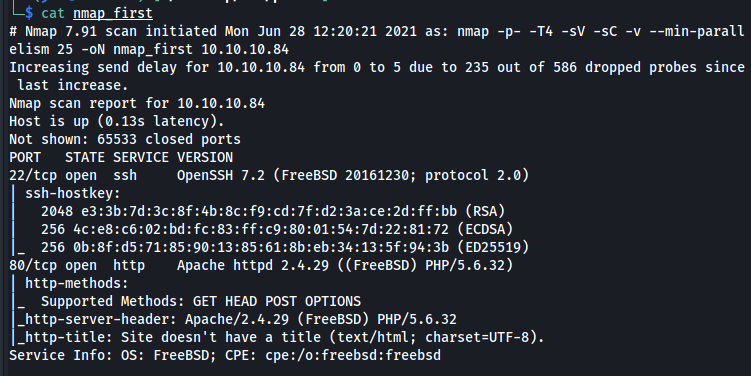 └─$ cat nmap_first
# Nmap 7.91 scan initiated Mon Jun 28 12:20:21 2021 as: nmap -p- -T4 -sV -sC -v --min-parall
elism 25 -oN nmap_first 10.10.10.84
Increasing send delay for 10.10.10.84 from 0 to 5 due to 235 out of 586 dropped probes since
 last increase.
Nmap scan report for 10.10.10.84
Host is up (0.13s latency).
Not shown: 65533 closed ports
PORT   STATE SERVICE VERSION
22/tcp open  ssh     OpenSSH 7.2 (FreeBSD 20161230; protocol 2.0)
| ssh-hostkey:
|   2048 e3:3b:7d:3c:8f:4b:8c:f9:cd:7f:d2:3a:ce:2d:ff:bb (RSA)
|   256 4c:e8:c6:02:bd:fc:83:ff:c9:80:01:54:7d:22:81:72 (ECDSA)
|_  256 0b:8f:d5:71:85:90:13:85:61:8b:eb:34:13:5f:94:3b (ED25519)
80/tcp open  http    Apache httpd 2.4.29 ((FreeBSD) PHP/5.6.32)
| http-methods:
|_  Supported Methods: GET HEAD POST OPTIONS
|_http-server-header: Apache/2.4.29 (FreeBSD) PHP/5.6.32
|_http-title: Site doesn't have a title (text/html; charset=UTF-8).
Service Info: OS: FreeBSD; CPE: cpe:/o:freebsd:freebsd